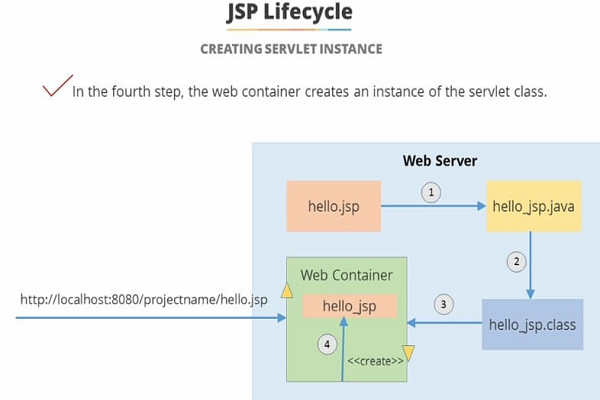 JSP Lifecycle
CREATING SERVLET INSTANCE
In the fourth step, the web container creates an instance of the servlet class.
Web Server
hello.jsp
1
hello_jsp.java
2
Web Container
http://localhost:8080/projectname/hello.jsp
hello_jsp
3
hello_jsp.class
4
<<create>>